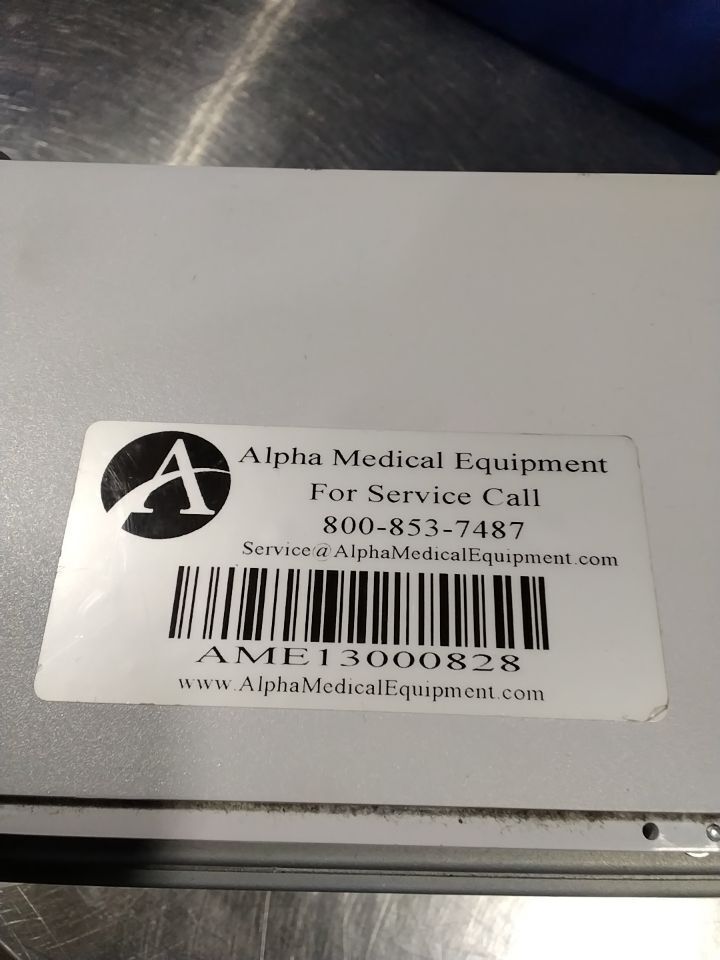 A
Alpha Medical Equipment
For Service Call
800-853-7487
Service@AlphaMedicalEquipment.com
AME13000828
www.AlphaMedicalEquipment.com